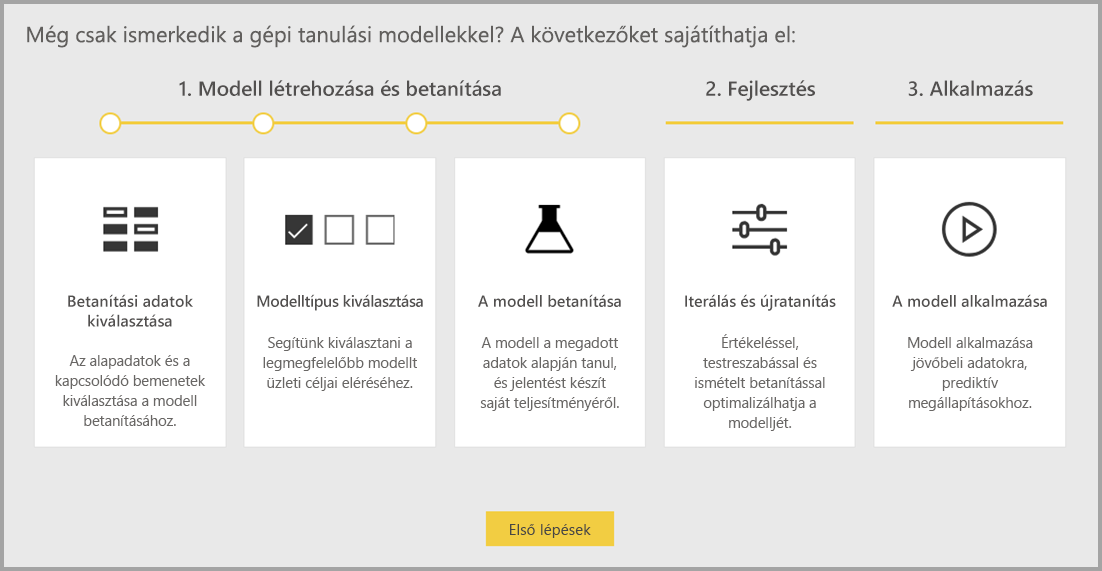 Még csak ismerkedik a gépi tanulási modellekkel? A következőket sajátíthatja el:
1. Modell létrehozása és betanítása
2. Fejlesztés
3. Alkalmazás
Betanítási adatok
kiválasztása
Az alapadatok és a
kapcsolódó bemenetek
kiválasztása a modell
betanításához.
Modelltípus kiválasztása
Segítünk kiválasztani a
legmegfelelőbb modellt
üzleti céljai eléréséhez.
A modell betanítása
A modell a megadott
adatok alapján tanul,
és jelentést készít
saját teljesítményéről.
Iterálás és újratanítás
Értékeléssel,
testreszabással és
ismételt betanítással
optimalizálhatja a
modelljét.
A modell alkalmazása
Modell alkalmazása
jövőbeli adatokra,
prediktív
megállapításokhoz.
Első lépések